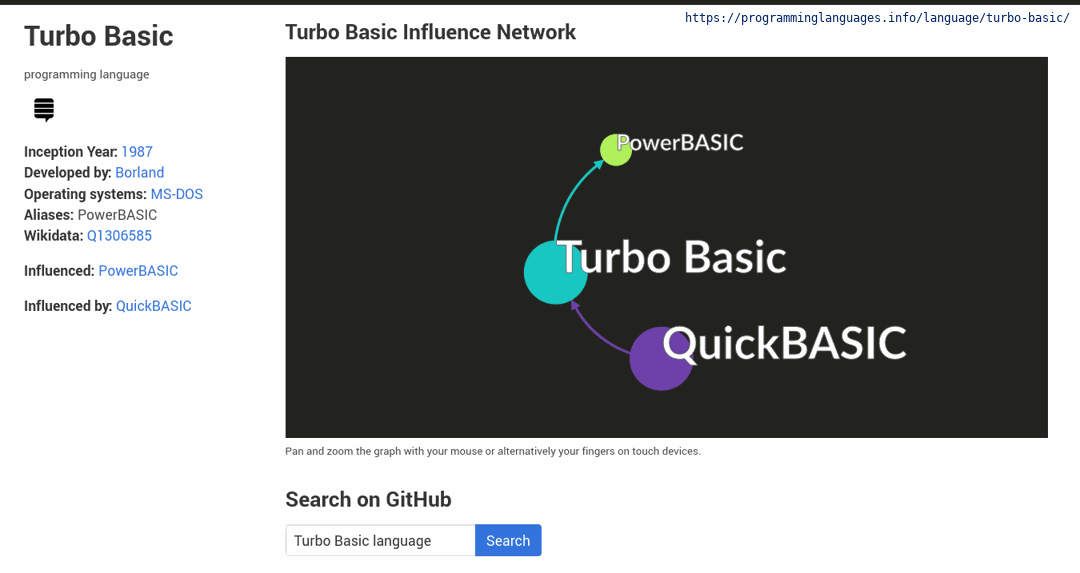 https://programminglanguages.info/language/turbo-basic/
Turbo Basic
programming language
Inception Year: 1987
Developed by: Borland
Operating systems: MS-DOS
Aliases: PowerBASIC
Wikidata: Q1306585
Influenced: PowerBASIC
Influenced by: QuickBASIC
Turbo Basic Influence Network
PowerBASIC
Turbo Basic
QuickBASIC
Pan and zoom the graph with your mouse or alternatively your fingers on touch devices.
Search on GitHub
Turbo Basic language
Search